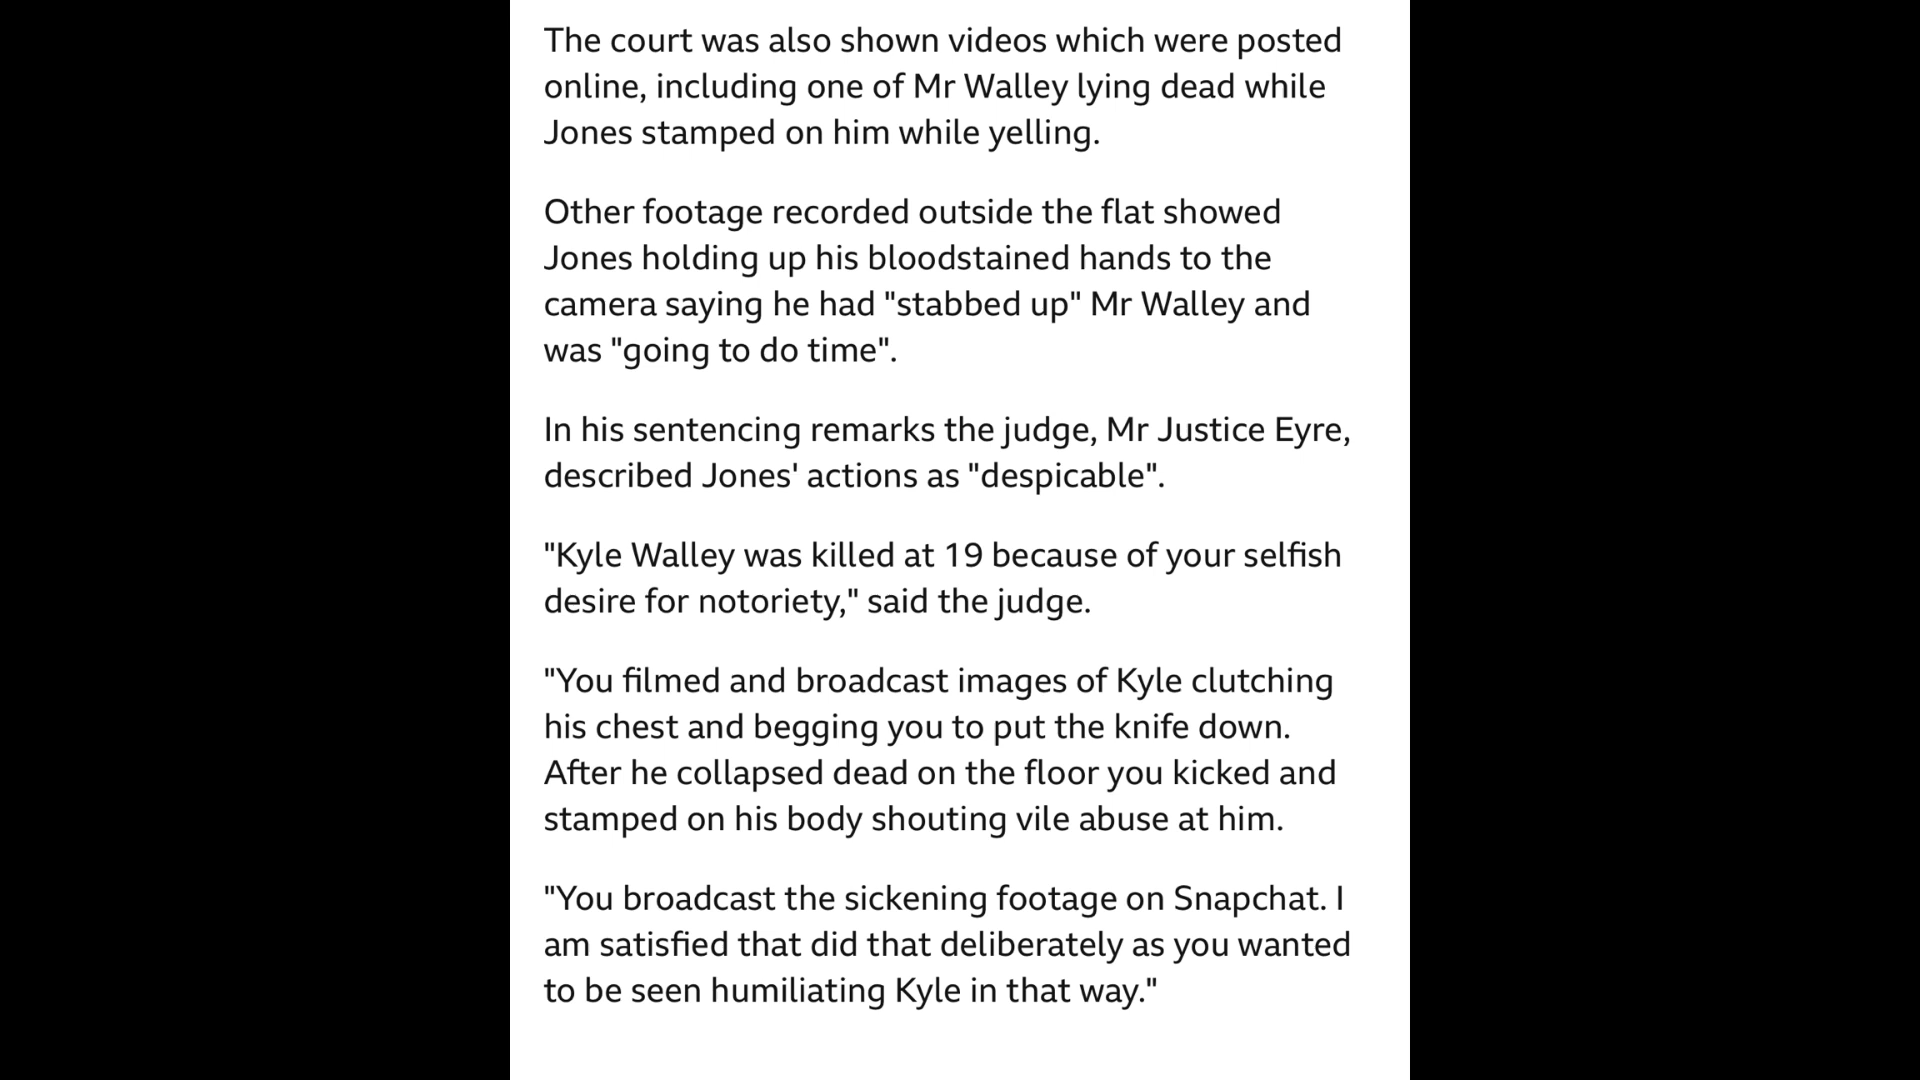 The court was also shown videos which were posted
online, including one of Mr Walley lying dead while
Jones stamped on him while yelling.
Other footage recorded outside the flat showed
Jones holding up his bloodstained hands to the
camera saying he had "stabbed up" Mr Walley and
was "going to do time".
In his sentencing remarks the judge, Mr Justice Eyre,
described Jones' actions as "despicable".
"Kyle Walley was killed at 19 because of your selfish
desire for notoriety," said the judge.
"You filmed and broadcast images of Kyle clutching
his chest and begging you to put the knife down.
After he collapsed dead on the floor you kicked and
stamped on his body shouting vile abuse at him.
"You broadcast the sickening footage on Snapchat. I
am satisfied that did that deliberately as you wanted
to be seen humiliating Kyle in that way."